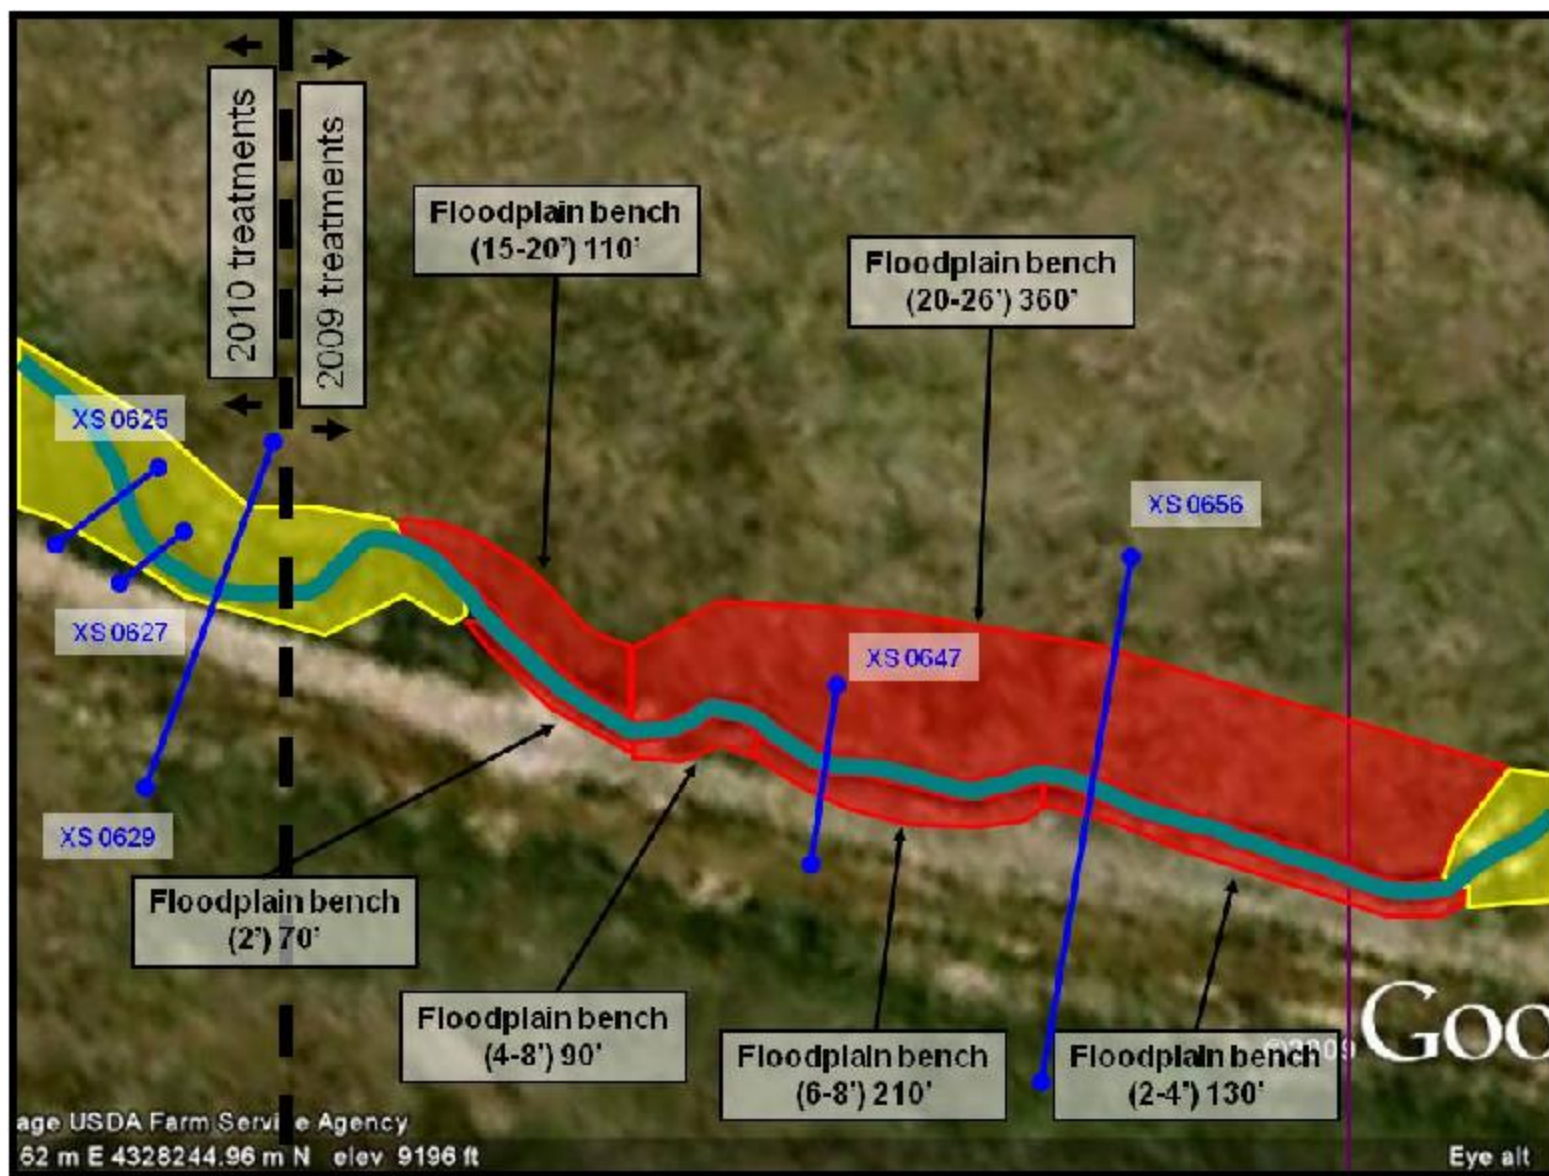 2010 treatments
2009 treatments
Floodplain bench
(15-20') 110'
Floodplain bench
(20-26') 360'
XS 0625
XS 0656
XS 0627
XS 0647
XS 0629
Floodplain bench
(2') 70'
Floodplain bench
(4-8') 90'
Floodplain bench
(6-8') 210'
Floodplain bench
(2-4') 130'
Goo
age USDA Farm Service Agency
62 m E 4328244.96 m N elev 9196 ft
Eye alt